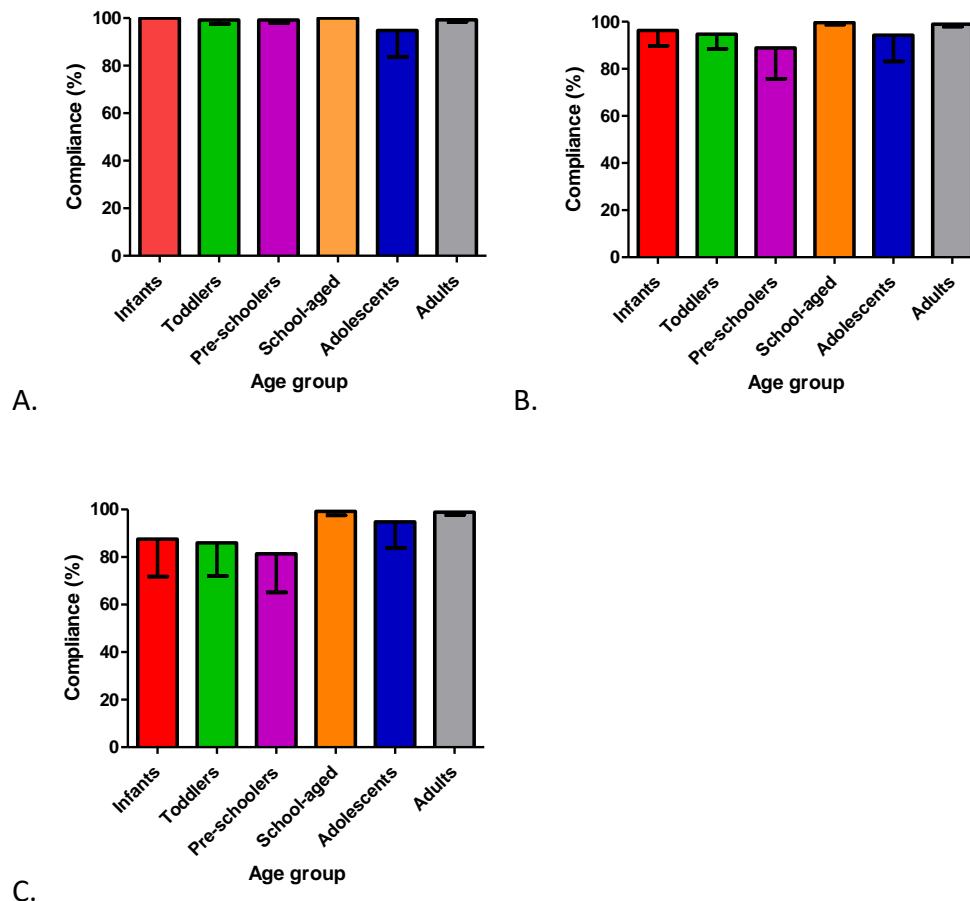 100
80
60
40
20
0
Compliance (%)
Infants
Toddlers
Pre-schoolers
School-aged
Adolescents
Adults
Age group
A.
100
80
60
40
20
0
Compliance (%)
Infants
Toddlers
Pre-schoolers
School-aged
Adolescents
Adults
Age group
B.
100
80
60
40
20
0
Compliance (%)
Infants
Toddlers
Pre-schoolers
School-aged
Adolescents
Adults
Age group
C.